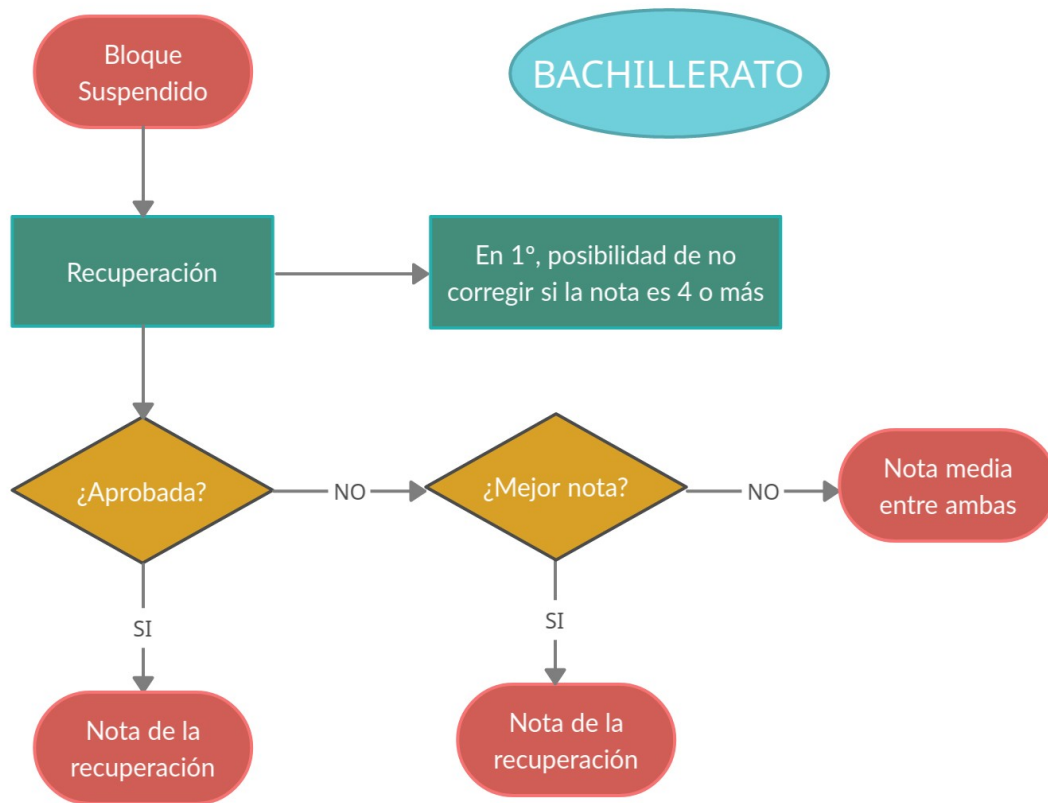 Bloque
Suspendido
BACHILLERATO
Recuperación
En 1º, posibilidad de no
corregir si la nota es 4 o más
¿Aprobada?
NO
¿Mejor nota?
NO
Nota media
entre ambas
SI
SI
Nota de la
recuperación
Nota de la
recuperación